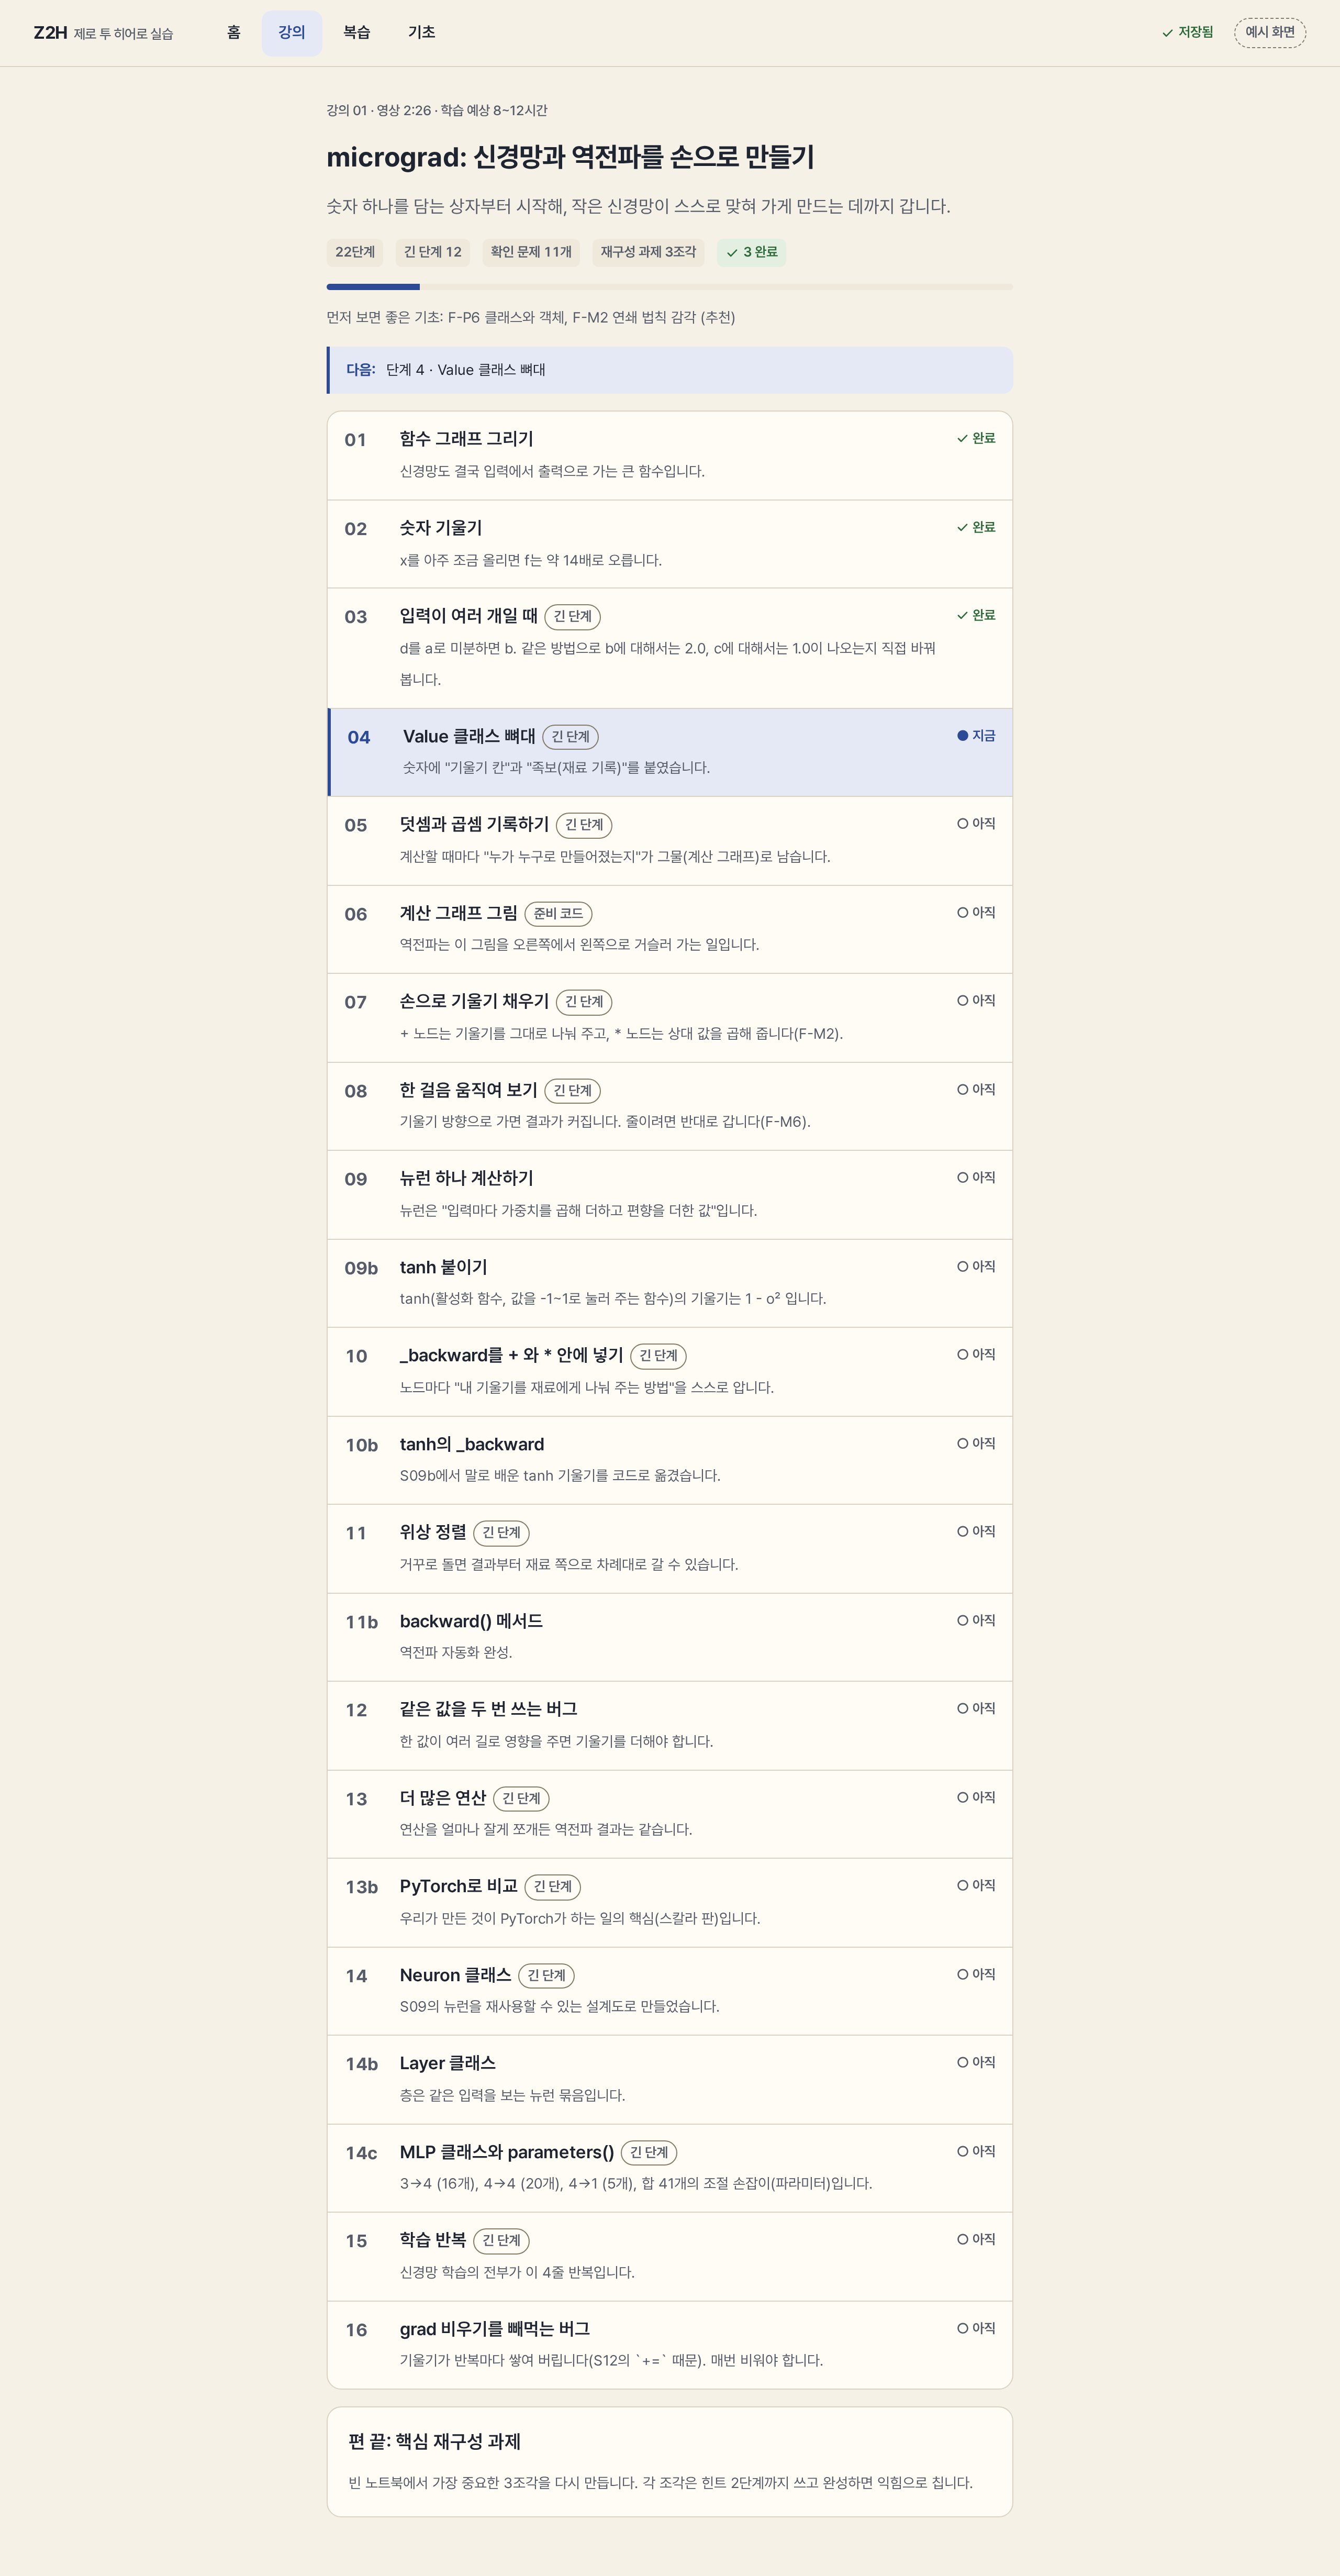 Z2H 제로 투 히어로 실습 홈 강의 복습 기초 ✓ 저장됨 예시 화면
강의 01 · 영상 2:26 · 학습 예상 8~12시간
micrograd: 신경망과 역전파를 손으로 만들기
숫자 하나를 담는 상자부터 시작해, 작은 신경망이 스스로 맞혀 가게 만드는 데까지 갑니다.
22단계 긴 단계 12 확인 문제 11개 재구성 과제 3조각 ✓ 3 완료
먼저 보면 좋은 기초: F-P6 클래스와 객체, F-M2 연쇄 법칙 감각 (추천)
다음: 단계 4 · Value 클래스 뼈대
01 함수 그래프 그리기 ✓ 완료
신경망도 결국 입력에서 출력으로 가는 큰 함수입니다.
02 숫자 기울기 ✓ 완료
x를 아주 조금 올리면 f는 약 14배로 오릅니다.
03 입력이 여러 개일 때 긴 단계 ✓ 완료
d를 a로 미분하면 b. 같은 방법으로 b에 대해서는 2.0, c에 대해서는 1.0이 나오는지 직접 바꿔
봅니다.
04 Value 클래스 뼈대 긴 단계 지금
숫자에 "기울기 칸"과 "족보(재료 기록)"를 붙였습니다.
05 덧셈과 곱셈 기록하기 긴 단계 아직
계산할 때마다 "누가 누구로 만들어졌는지"가 그물(계산 그래프)로 남습니다.
06 계산 그래프 그림 준비 코드 아직
역전파는 이 그림을 오른쪽에서 왼쪽으로 거슬러 가는 일입니다.
07 손으로 기울기 채우기 긴 단계 아직
+ 노드는 기울기를 그대로 나눠 주고, * 노드는 상대 값을 곱해 줍니다(F-M2).
08 한 걸음 움직여 보기 긴 단계 아직
기울기 방향으로 가면 결과가 커집니다. 줄이려면 반대로 갑니다(F-M6).
09 뉴런 하나 계산하기 아직
뉴런은 "입력마다 가중치를 곱해 더하고 편향을 더한 값"입니다.
09b tanh 붙이기 아직
tanh(활성화 함수, 값을 -1~1로 눌러 주는 함수)의 기울기는 1 - o² 입니다.
10 _backward를 + 와 * 안에 넣기 긴 단계 아직
노드마다 "내 기울기를 재료에게 나눠 주는 방법"을 스스로 압니다.
10b tanh의 _backward 아직
S09b에서 말로 배운 tanh 기울기를 코드로 옮겼습니다.
11 위상 정렬 긴 단계 아직
거꾸로 돌면 결과부터 재료 쪽으로 차례대로 갈 수 있습니다.
11b backward() 메서드 아직
역전파 자동화 완성.
12 같은 값을 두 번 쓰는 버그 아직
한 값이 여러 길로 영향을 주면 기울기를 더해야 합니다.
13 더 많은 연산 긴 단계 아직
연산을 얼마나 잘게 쪼개든 역전파 결과는 같습니다.
13b PyTorch로 비교 긴 단계 아직
우리가 만든 것이 PyTorch가 하는 일의 핵심(스칼라 판)입니다.
14 Neuron 클래스 긴 단계 아직
S09의 뉴런을 재사용할 수 있는 설계도로 만들었습니다.
14b Layer 클래스 아직
층은 같은 입력을 보는 뉴런 묶음입니다.
14c MLP 클래스와 parameters() 긴 단계 아직
3→4 (16개), 4→4 (20개), 4→1 (5개), 합 41개의 조절 손잡이(파라미터)입니다.
15 학습 반복 긴 단계 아직
신경망 학습의 전부가 이 4줄 반복입니다.
16 grad 비우기를 빼먹는 버그 아직
기울기가 반복마다 쌓여 버립니다(S12의 `+=` 때문). 매번 비워야 합니다.
편 끝: 핵심 재구성 과제
빈 노트북에서 가장 중요한 3조각을 다시 만듭니다. 각 조각은 힌트 2단계까지 쓰고 완성하면 익힘으로 칩니다.